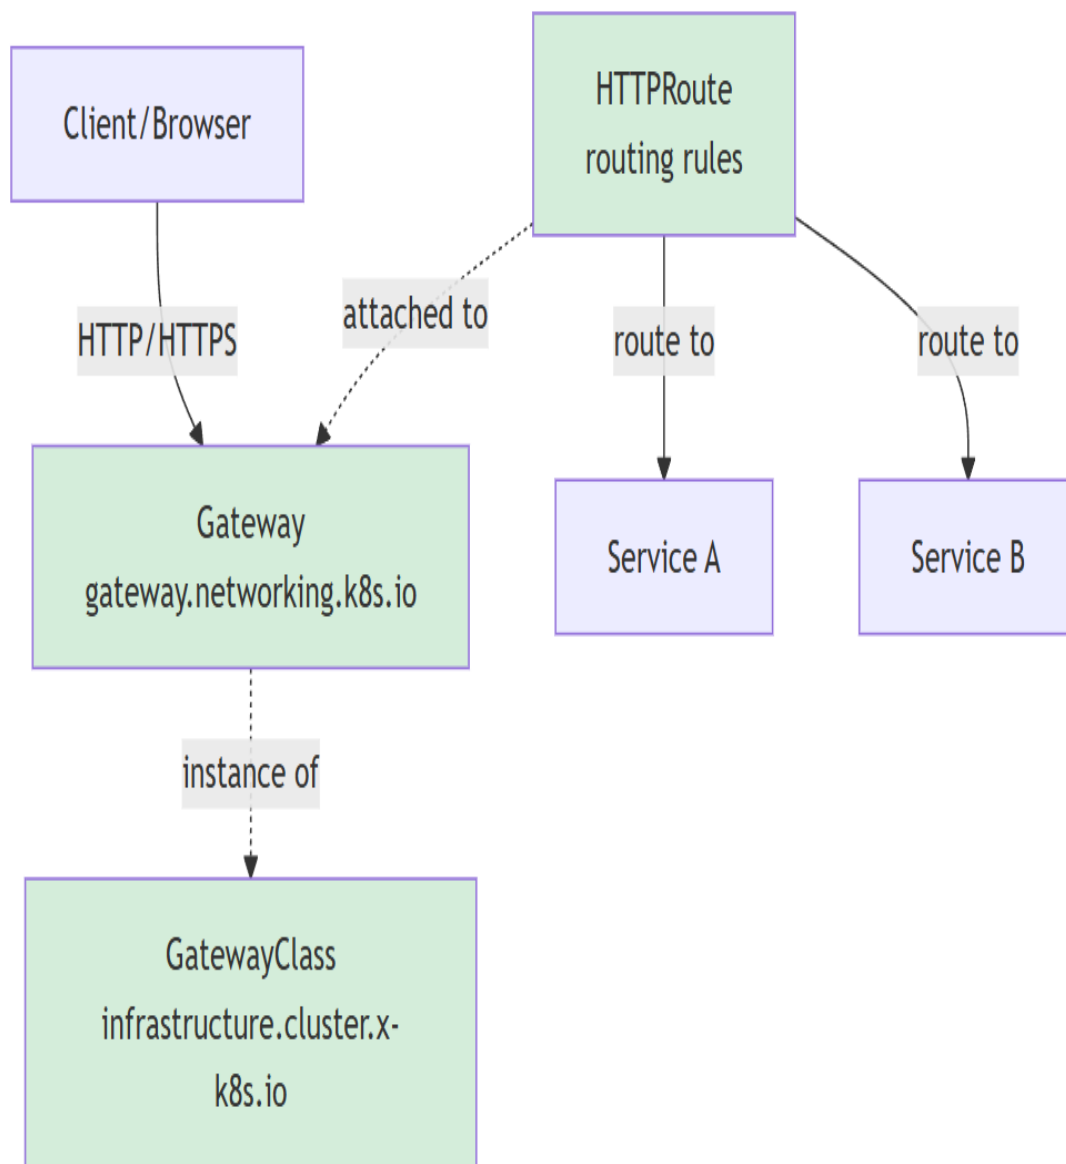 Client/Browser
HTTPRoute
routing rules
HTTP/HTTPS
attached to
route to
route to
Gateway
gateway.networking.k8s.io
Service A
Service B
instance of
GatewayClass
infrastructure.cluster.x-
k8s.io